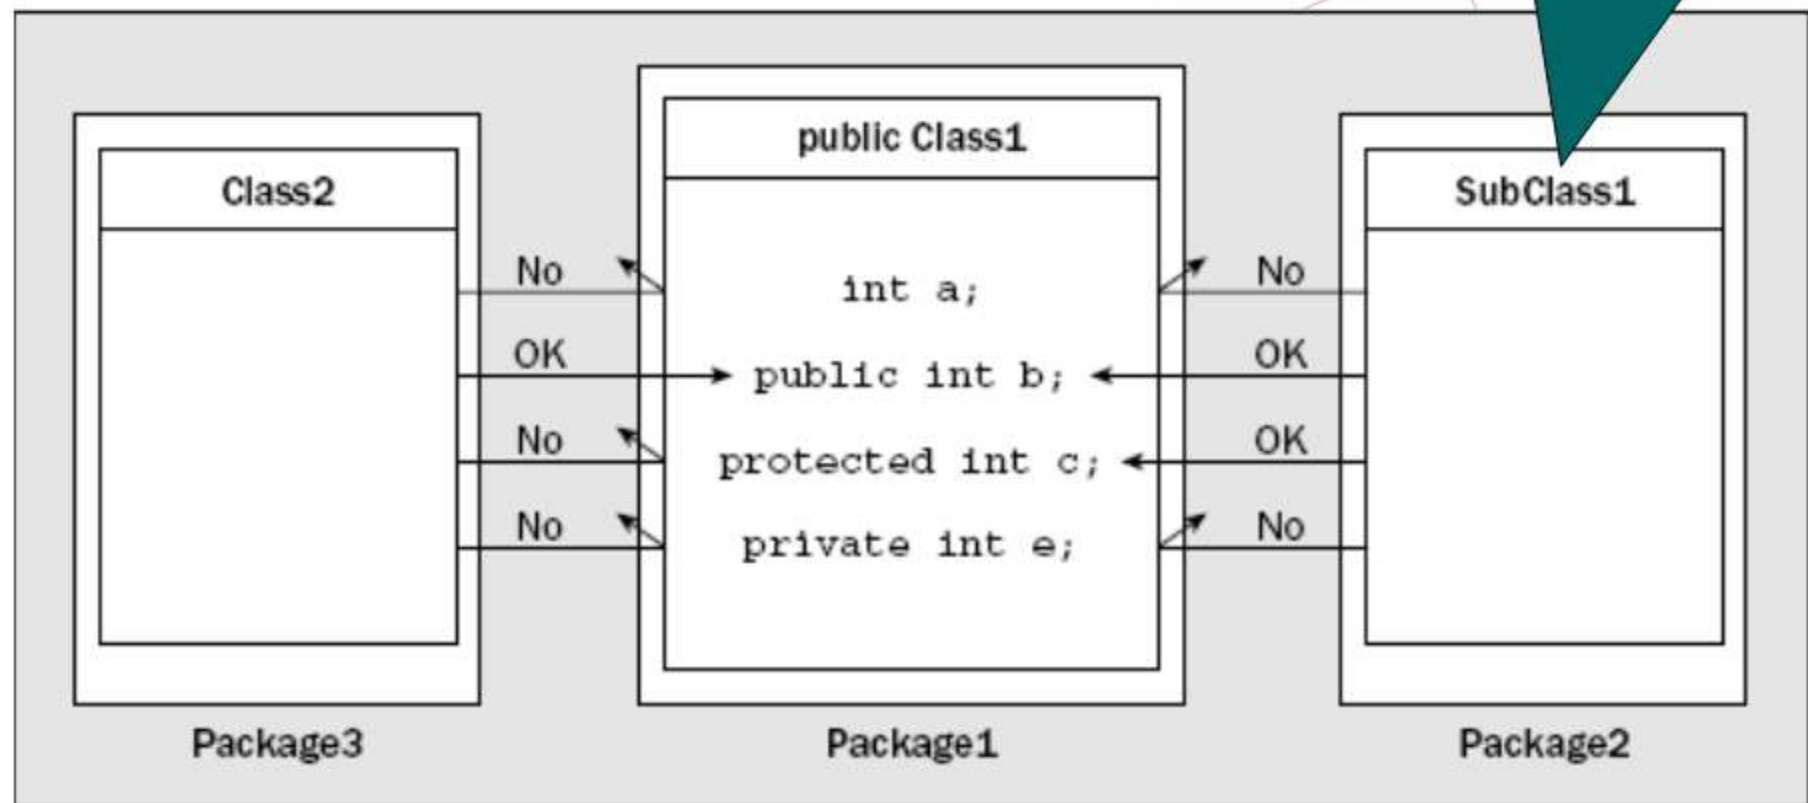 public Class1
Class2
SubClass1
No
int a;
No
OK
public int b;
OK
No
protected int c;
OK
No
private int e;
No
Package3
Package1
Package2